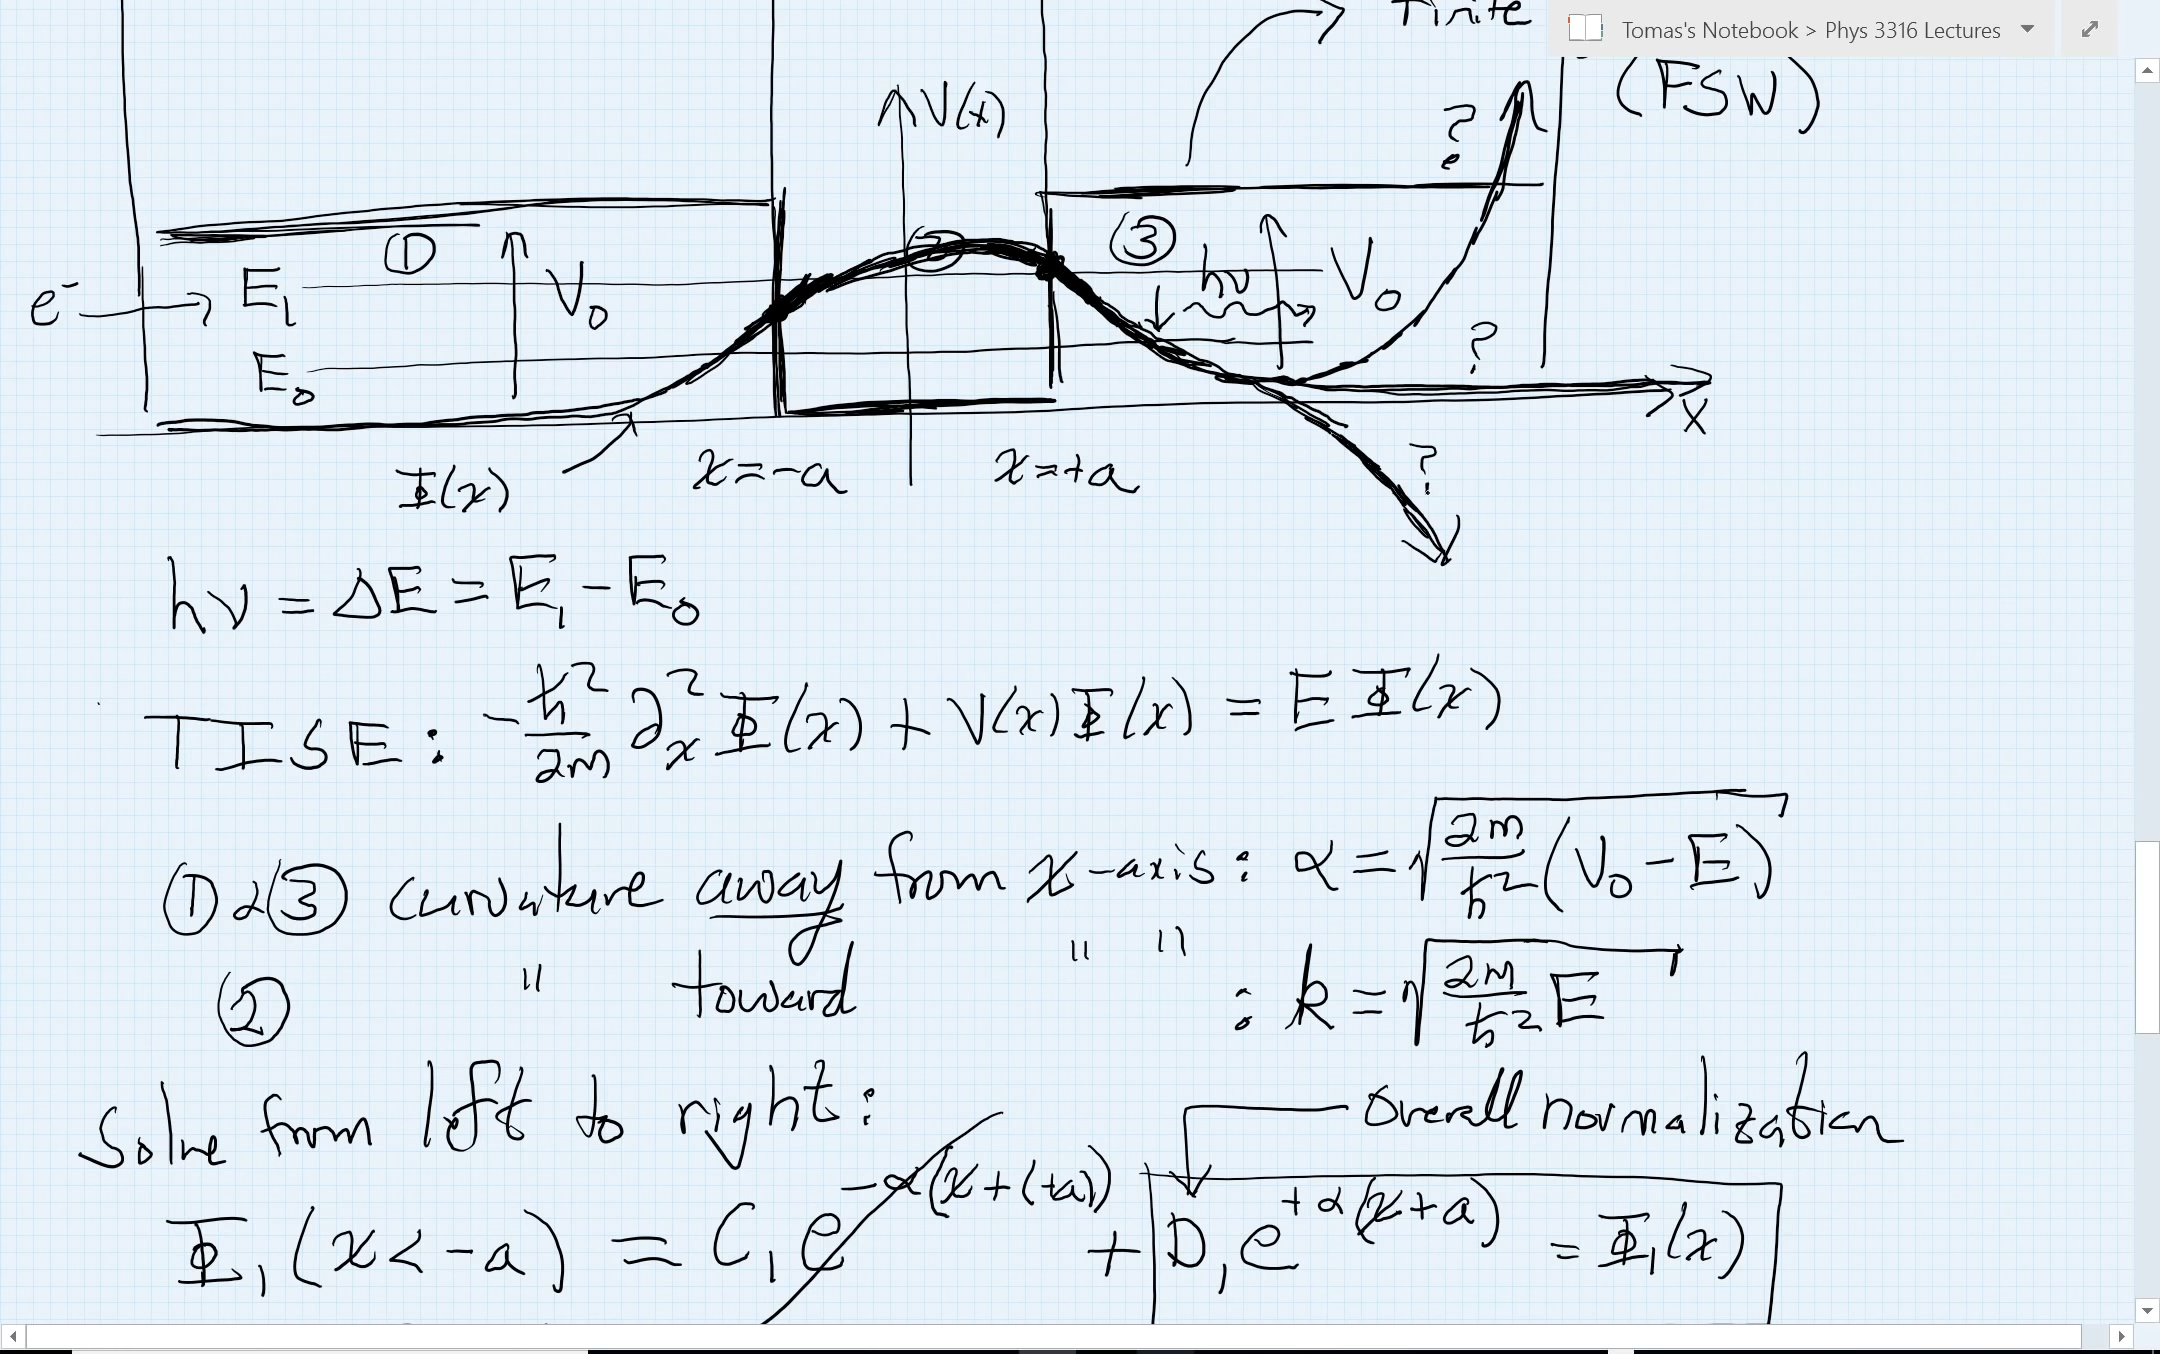 Finite
Tomas's Notebook > Phys 3316 Lectures
(FSW)
V(x)
?
① ② ③
e⁻ E₁ V₀ hν V₀
E₀ ?
x
Φ(x) x=-a x=+a ?
hν = ΔE = E₁ - E₀
TISE: -ℏ²/2m ∂ₓ² Φ(x) + V(x)Φ(x) = E Φ(x)
① & ③ curvature away from x-axis: α = √(2m/ℏ² (V₀ - E))
② " toward " " : k = √(2m/ℏ² E)
Solve from left to right:
Overall normalization
Φ₁(x<-a) = C₁e^(-α(x+(+a))) + D₁e^(+α(x+a)) = Φ₁(x)